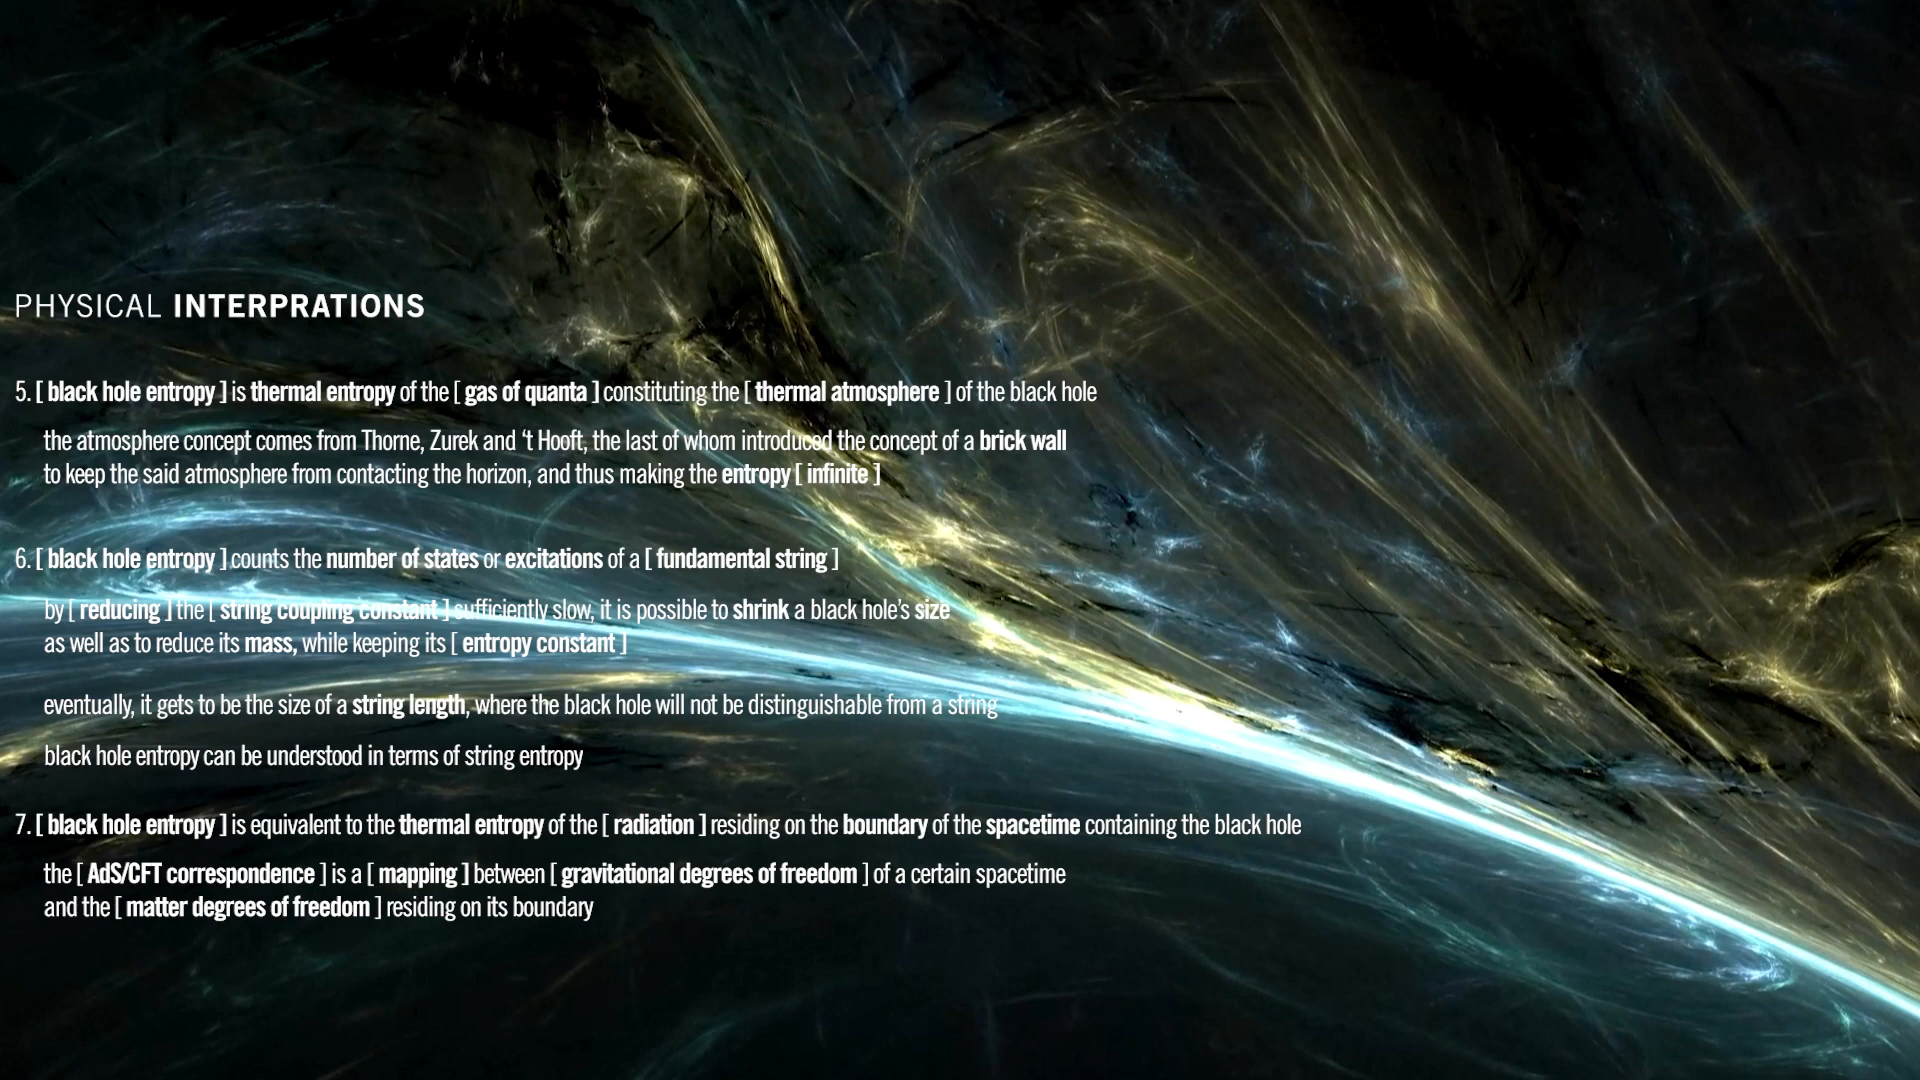 PHYSICAL INTERPRATIONS
5. [ black hole entropy ] is thermal entropy of the [ gas of quanta ] constituting the [ thermal atmosphere ] of the black hole
the atmosphere concept comes from Thorne, Zurek and ‘t Hooft, the last of whom introduced the concept of a brick wall
to keep the said atmosphere from contacting the horizon, and thus making the entropy [ infinite ]
6. [ black hole entropy ] counts the number of states or excitations of a [ fundamental string ]
by [ reducing ] the [ string coupling constant ] sufficiently slow, it is possible to shrink a black hole’s size
as well as to reduce its mass, while keeping its [ entropy constant ]
eventually, it gets to be the size of a string length, where the black hole will not be distinguishable from a string
black hole entropy can be understood in terms of string entropy
7. [ black hole entropy ] is equivalent to the thermal entropy of the [ radiation ] residing on the boundary of the spacetime containing the black hole
the [ AdS/CFT correspondence ] is a [ mapping ] between [ gravitational degrees of freedom ] of a certain spacetime
and the [ matter degrees of freedom ] residing on its boundary